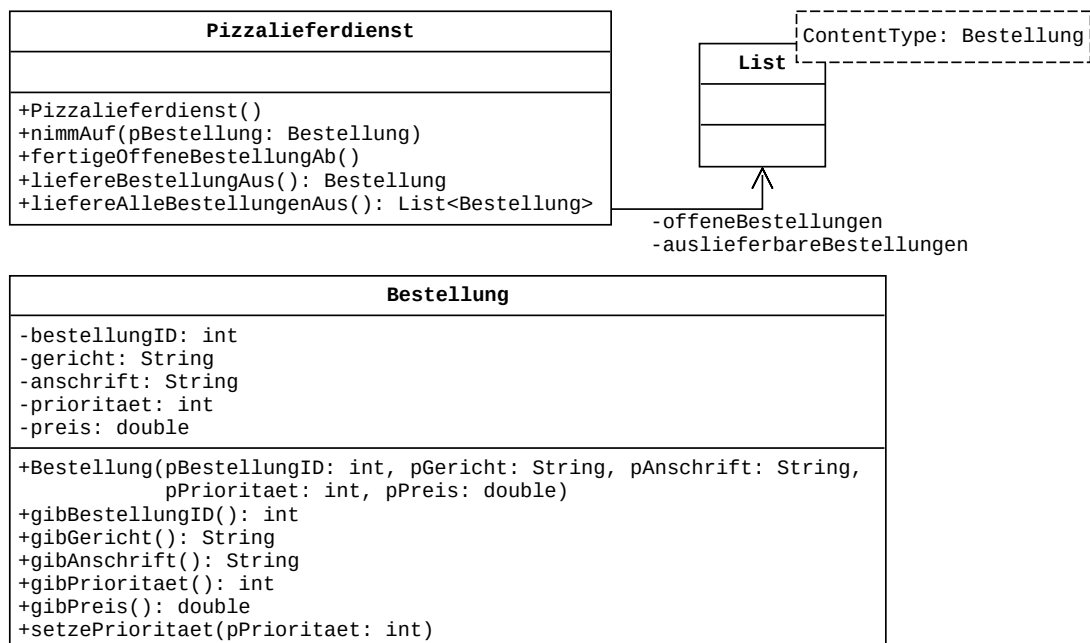 Pizzalieferdienst
+Pizzalieferdienst()
+nimmAuf(pBestellung: Bestellung)
+fertigeOffeneBestellungAb()
+liefereBestellungAus(): Bestellung
+liefereAlleBestellungenAus(): List<Bestellung>
ContentType: Bestellung
List
-offeneBestellungen
-auslieferbareBestellungen
Bestellung
-bestellungID: int
-gericht: String
-anschrift: String
-prioritaet: int
-preis: double
+Bestellung(pBestellungID: int, pGericht: String, pAnschrift: String,
pPrioritaet: int, pPreis: double)
+gibBestellungID(): int
+gibGericht(): String
+gibAnschrift(): String
+gibPrioritaet(): int
+gibPreis(): double
+setzePrioritaet(pPrioritaet: int)